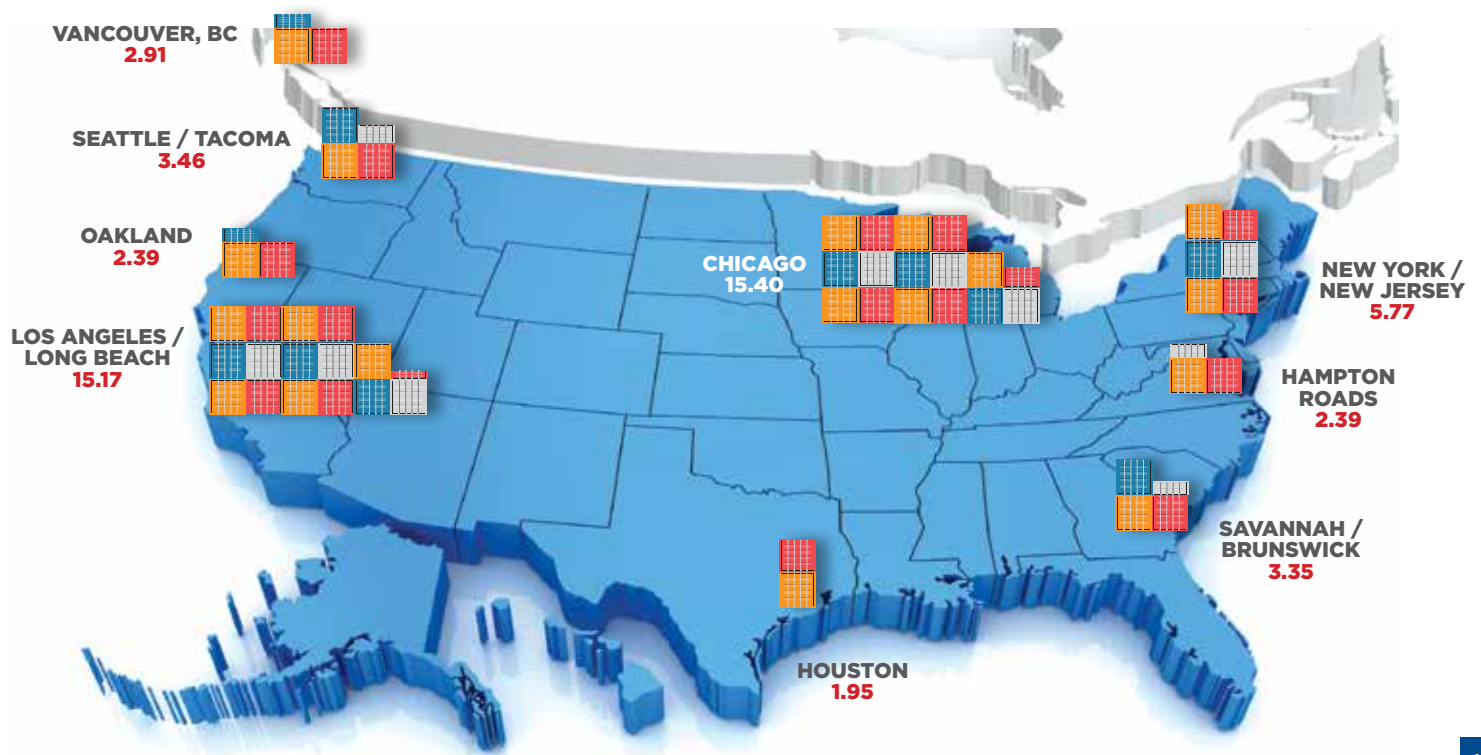 VANCOUVER, BC
2.91
SEATTLE / TACOMA
3.46
OAKLAND
2.39
LOS ANGELES /
LONG BEACH
15.17
CHICAGO
15.40
NEW YORK /
NEW JERSEY
5.77
HAMPTON
ROADS
2.39
SAVANNAH /
BRUNSWICK
3.35
HOUSTON
1.95